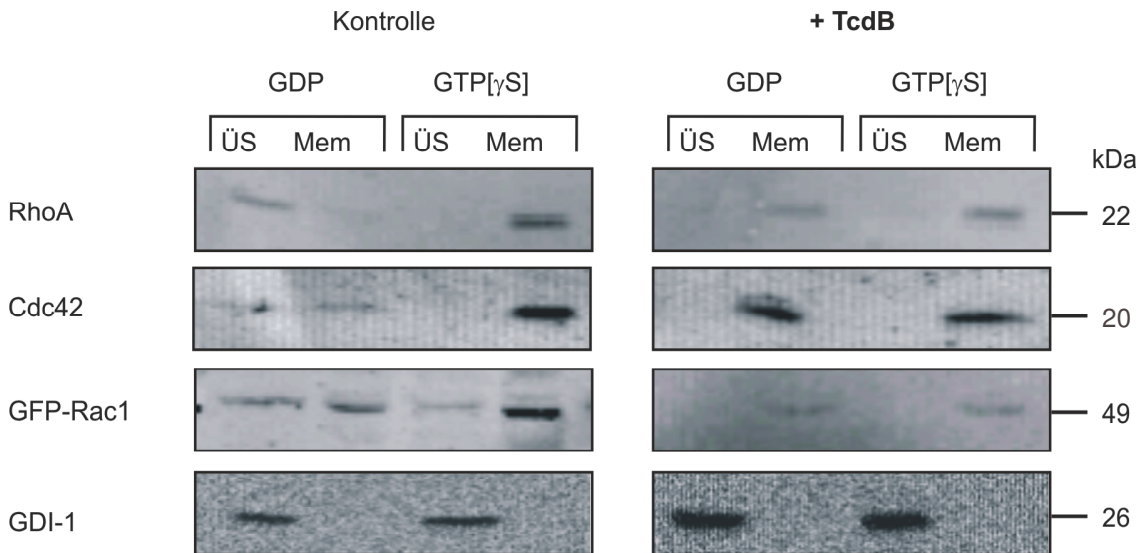 Kontrolle + TcdB
GDP GTP[γS] GDP GTP[γS]
ÜS Mem ÜS Mem ÜS Mem ÜS Mem
kDa
RhoA 22
Cdc42 20
GFP-Rac1 49
GDI-1 26